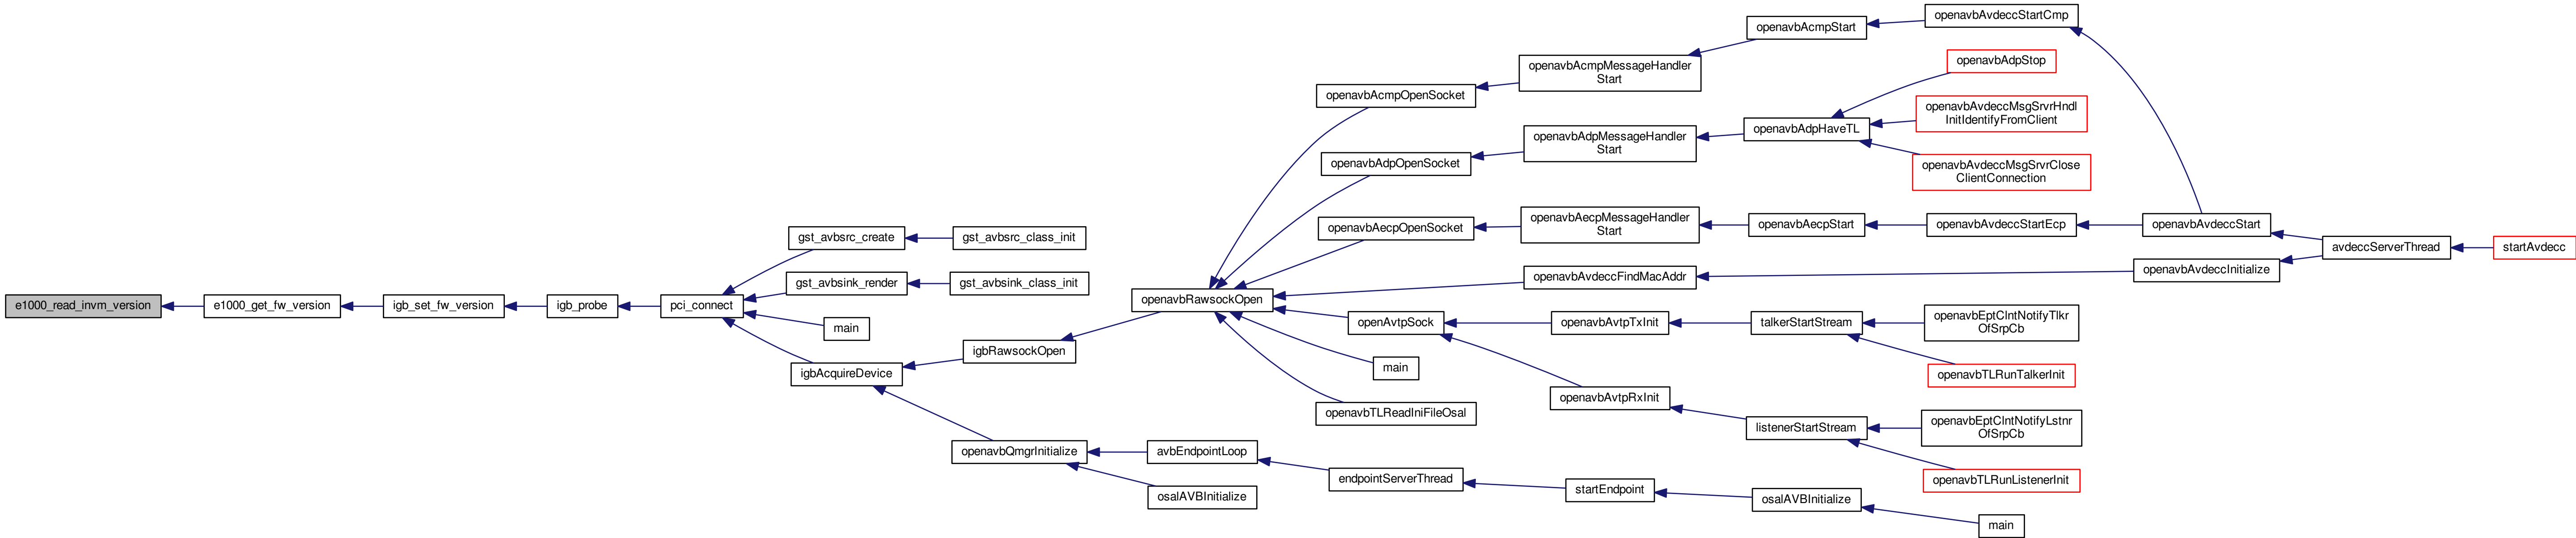 e1000_read_invm_version
e1000_get_fw_version
igb_set_fw_version
igb_probe
pci_connect
gst_avbsrc_create
gst_avbsrc_class_init
gst_avbsink_render
gst_avbsink_class_init
main
igbAcquireDevice
igbRawsockOpen
openavbRawsockOpen
openavbAcmpOpenSocket
openavbAcmpMessageHandler
Start
openavbAcmpStart
openavbAvdeccStartCmp
openavbAdpOpenSocket
openavbAdpMessageHandler
Start
openavbAdpHaveTL
openavbAdpStop
openavbAvdeccMsgSrvrHndl
InitIdentifyFromClient
openavbAvdeccMsgSrvrClose
ClientConnection
openavbAecpOpenSocket
openavbAecpMessageHandler
Start
openavbAecpStart
openavbAvdeccStartEcp
openavbAvdeccStart
avdeccServerThread
startAvdecc
openavbAvdeccFindMacAddr
openavbAvdeccInitialize
openAvtpSock
openavbAvtpTxInit
talkerStartStream
openavbEptClntNotifyTlkr
OfSrpCb
openavbTLRunTalkerInit
main
openavbAvtpRxInit
listenerStartStream
openavbEptClntNotifyLstnr
OfSrpCb
openavbTLRunListenerInit
openavbTLReadIniFileOsal
openavbQmgrInitialize
avbEndpointLoop
endpointServerThread
startEndpoint
osalAVBInitialize
main
osalAVBInitialize